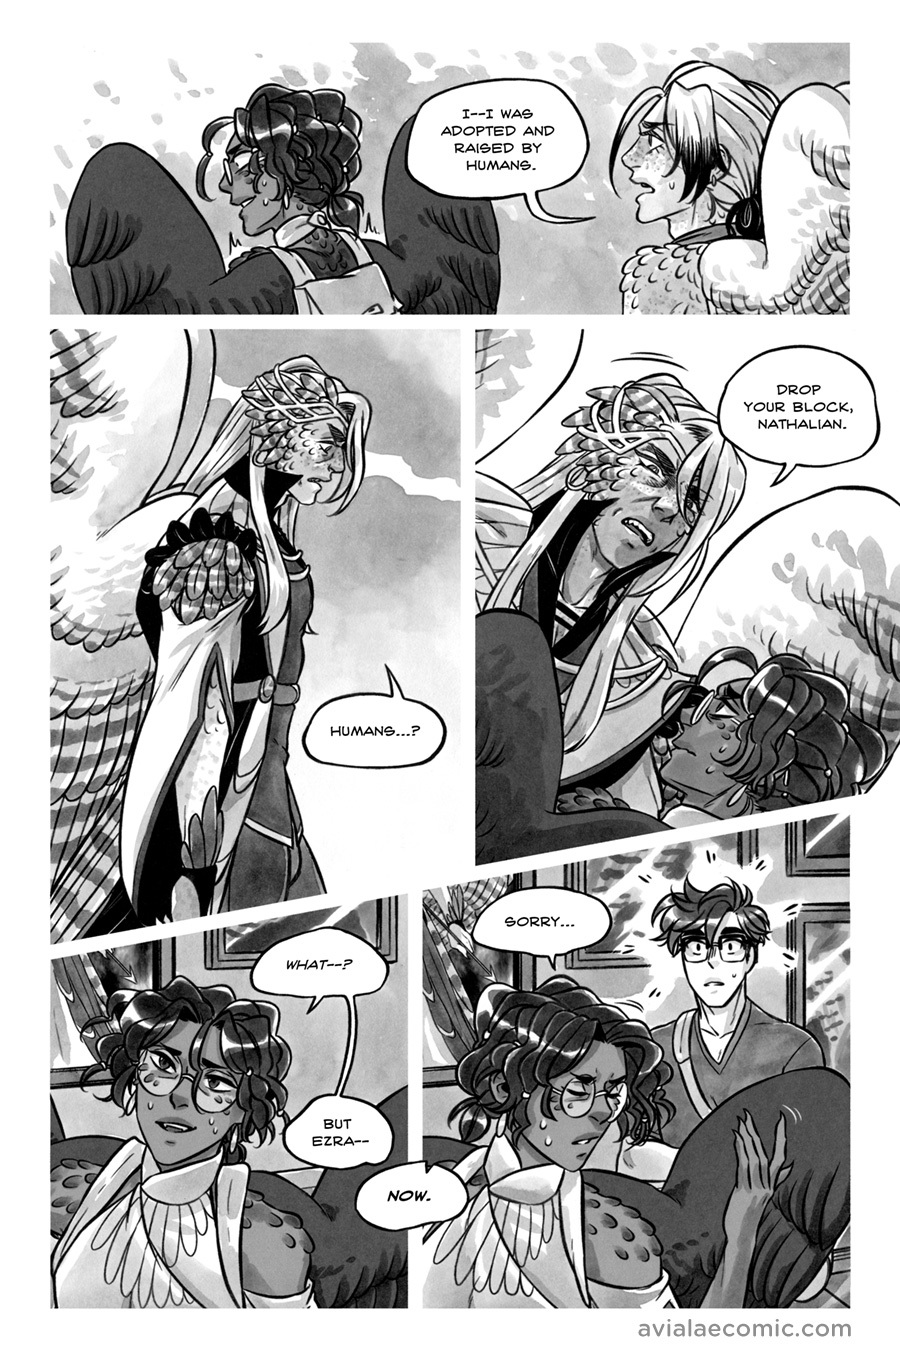 I--I WAS
ADOPTED AND
RAISED BY
HUMANS.
HUMANS...?
DROP
YOUR BLOCK,
NATHALIAN.
WHAT--?
BUT
EZRA--
NOW.
SORRY...
avialaecomic.com